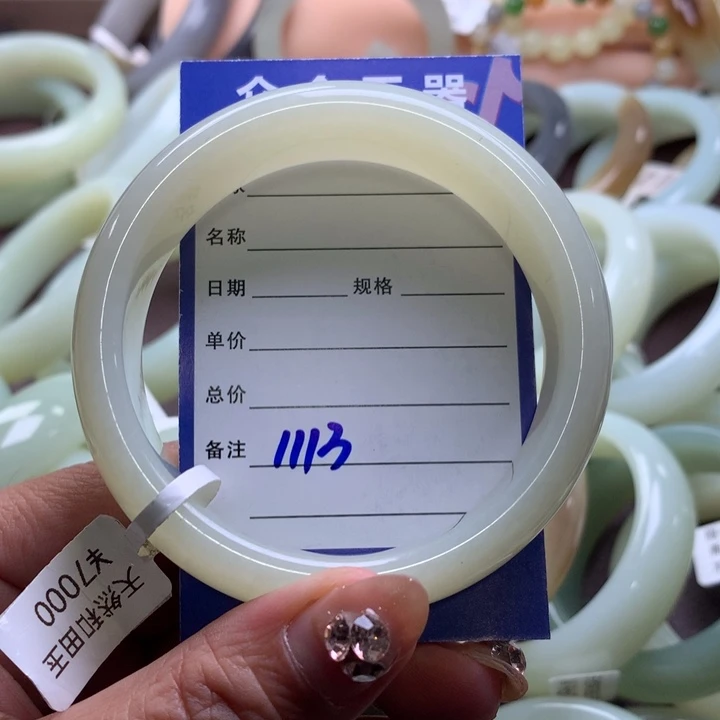 名称
日期 规格
单价
总价
备注 1113
天然和田玉
¥7000